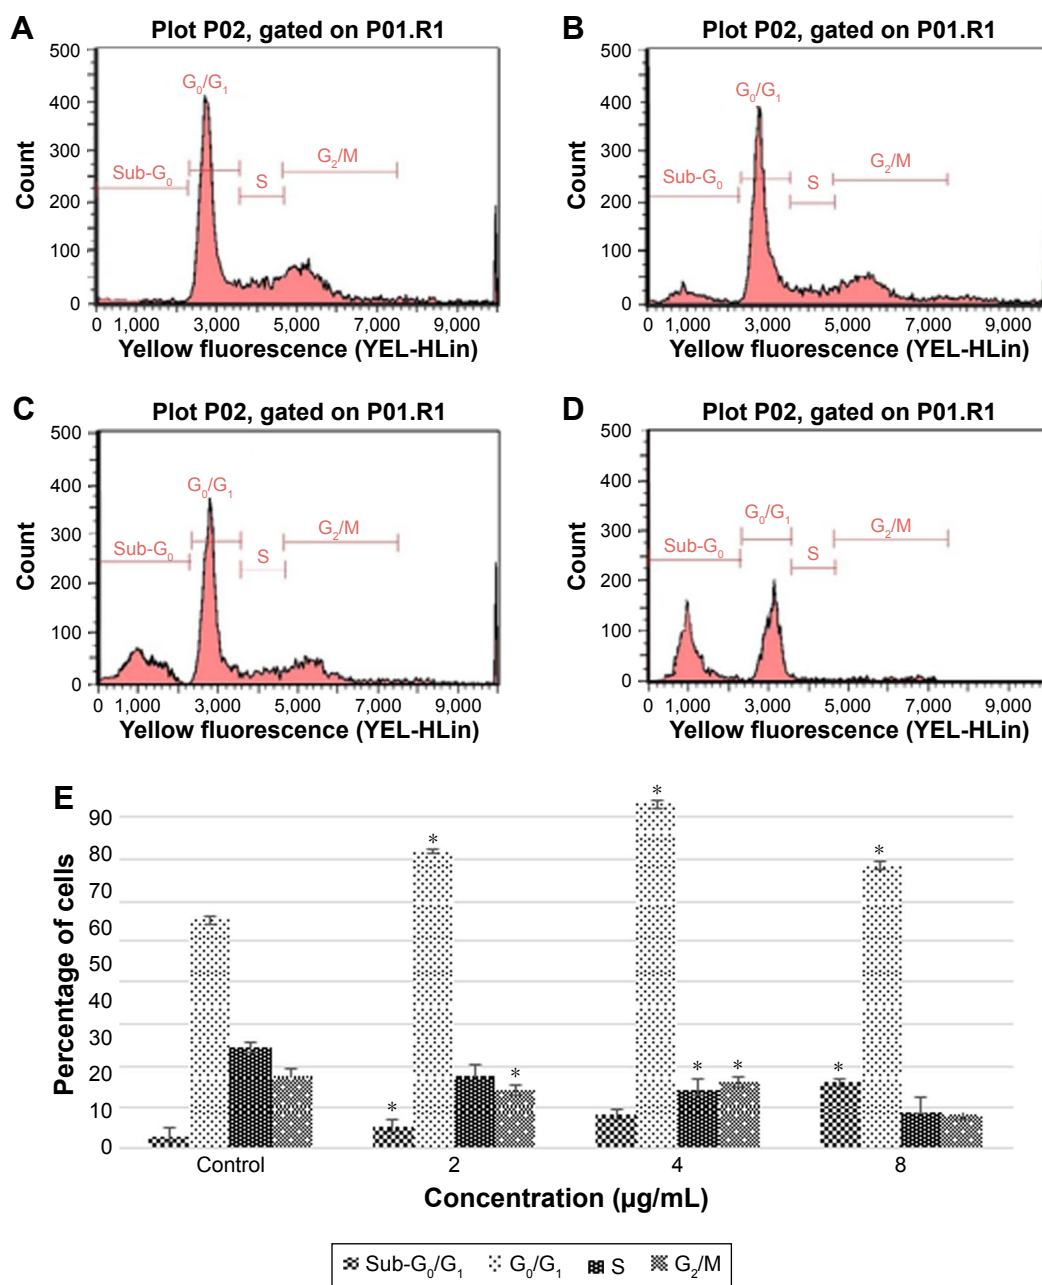 A
Plot P02, gated on P01.R1
500
400
300
200
100
0
Count
Sub-G₀
G₀/G₁
S
G₂/M
0 1,000 3,000 5,000 7,000 9,000
Yellow fluorescence (YEL-HLin)
B
Plot P02, gated on P01.R1
500
400
300
200
100
0
Count
Sub-G₀
G₀/G₁
S
G₂/M
0 1,000 3,000 5,000 7,000 9,000
Yellow fluorescence (YEL-HLin)
C
Plot P02, gated on P01.R1
500
400
300
200
100
0
Count
Sub-G₀
G₀/G₁
S
G₂/M
0 1,000 3,000 5,000 7,000 9,000
Yellow fluorescence (YEL-HLin)
D
Plot P02, gated on P01.R1
500
400
300
200
100
0
Count
Sub-G₀
G₀/G₁
S
G₂/M
0 1,000 3,000 5,000 7,000 9,000
Yellow fluorescence (YEL-HLin)
E
90
80
70
60
50
40
30
20
10
0
Percentage of cells
* * * * * * *
*
Control 2 4 8
Concentration (µg/mL)
Sub-G₀/G₁ G₀/G₁ S G₂/M